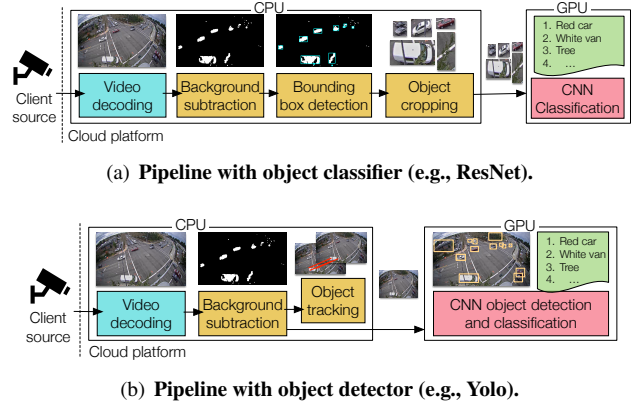 CPU
GPU
1. Red car
2. White van
3. Tree
4. ...
Client
source
Video
decoding
Background
subtraction
Bounding
box detection
Object
cropping
CNN
Classification
Cloud platform
(a) Pipeline with object classifier (e.g., ResNet).
CPU
GPU
1. Red car
2. White van
3. Tree
4. ...
Client
source
Video
decoding
Background
subtraction
Object
tracking
CNN object detection
and classification
Cloud platform
(b) Pipeline with object detector (e.g., Yolo).